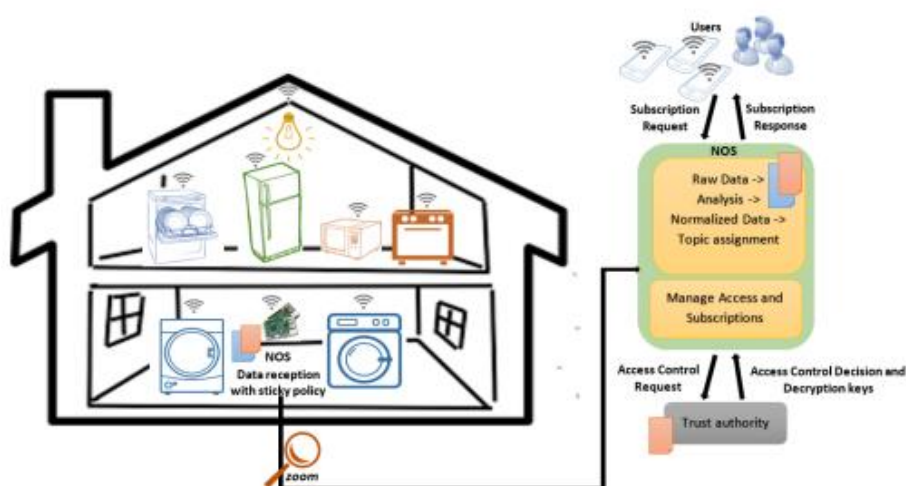 Users
Subscription
Request
Subscription
Response
NOS
Raw Data ->
Analysis ->
Normalized Data ->
Topic assignment
Manage Access and
Subscriptions
NOS
Data reception
with sticky policy
Access Control
Request
Access Control Decision and
Decryption keys
Trust authority
zoom